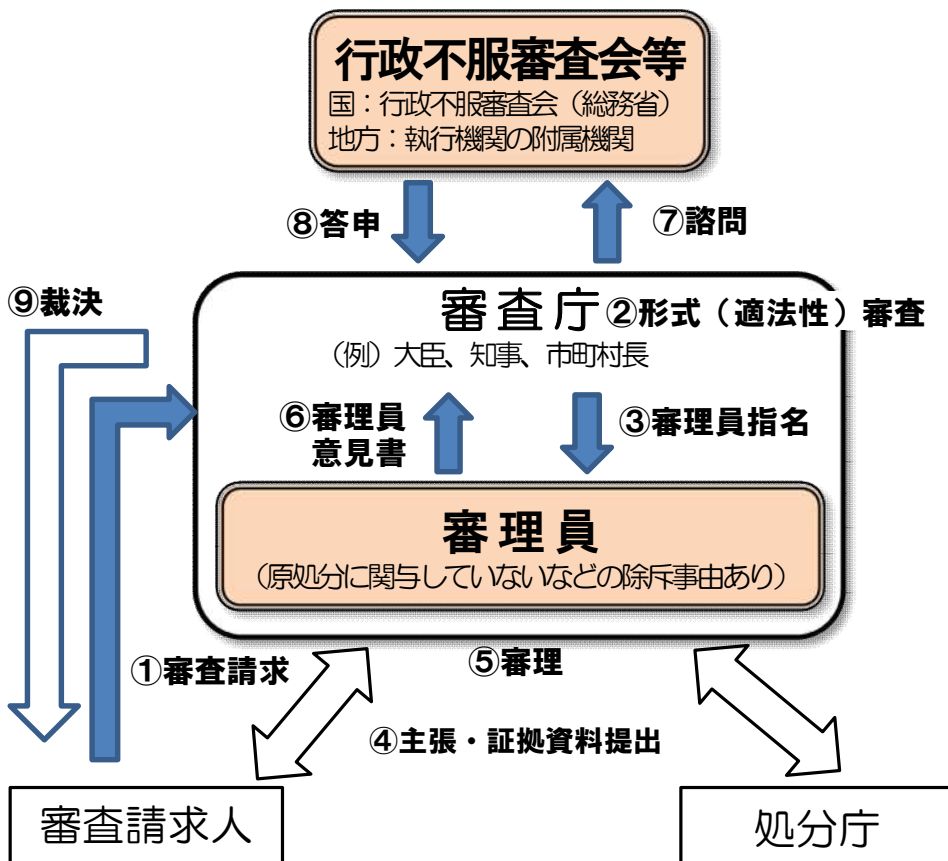 行政不服審査会等
国：行政不服審査会（総務省）
地方：執行機関の附属機関
⑧答申
⑦諮問
⑨裁決
審査庁
②形式（適法性）審査
（例）大臣、知事、市町村長
⑥審理員
意見書
③審理員指名
審理員
（原処分に関与していないなどの除斥事由あり）
①審査請求
⑤審理
④主張・証拠資料提出
審査請求人
処分庁